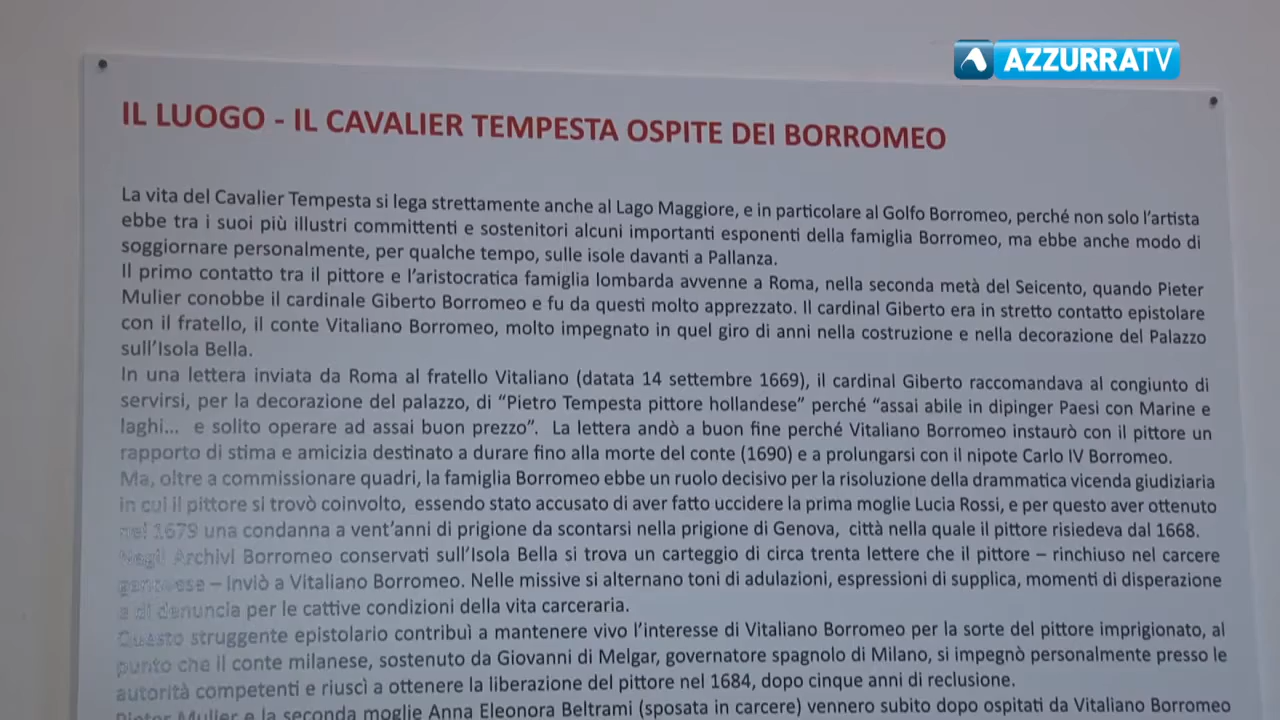 AZZURRATV
IL LUOGO - IL CAVALIER TEMPESTA OSPITE DEI BORROMEO
La vita del Cavalier Tempesta si lega strettamente anche al Lago Maggiore, e in particolare al Golfo Borromeo, perché non solo l'artista
ebbe tra i suoi più illustri committenti e sostenitori alcuni importanti esponenti della famiglia Borromeo, ma ebbe anche modo di
soggiornare personalmente, per qualche tempo, sulle isole davanti a Pallanza.
Il primo contatto tra il pittore e l'aristocratica famiglia lombarda avvenne a Roma, nella seconda metà del Seicento, quando Pieter
Mulier conobbe il cardinale Giberto Borromeo e fu da questi molto apprezzato. Il cardinal Giberto era in stretto contatto epistolare
con il fratello, il conte Vitaliano Borromeo, molto impegnato in quel giro di anni nella costruzione e nella decorazione del Palazzo
sull'Isola Bella.
In una lettera inviata da Roma al fratello Vitaliano (datata 14 settembre 1669), il cardinal Giberto raccomandava al congiunto di
servirsi, per la decorazione del palazzo, di "Pietro Tempesta pittore hollandese" perché "assai abile in dipinger Paesi con Marine e
laghi... e solito operare ad assai buon prezzo". La lettera andò a buon fine perché Vitaliano Borromeo instaurò con il pittore un
rapporto di stima e amicizia destinato a durare fino alla morte del conte (1690) e a prolungarsi con il nipote Carlo IV Borromeo.
Ma, oltre a commissionare quadri, la famiglia Borromeo ebbe un ruolo decisivo per la risoluzione della drammatica vicenda giudiziaria
in cui il pittore si trovò coinvolto, essendo stato accusato di aver fatto uccidere la prima moglie Lucia Rossi, e per questo aver ottenuto
nel 1679 una condanna a vent'anni di prigione da scontarsi nella prigione di Genova, città nella quale il pittore risiedeva dal 1668.
Negli Archivi Borromeo conservati sull'Isola Bella si trova un carteggio di circa trenta lettere che il pittore – rinchiuso nel carcere
genovese – Inviò a Vitaliano Borromeo. Nelle missive si alternano toni di adulazioni, espressioni di supplica, momenti di disperazione
e di denuncia per le cattive condizioni della vita carceraria.
Questo struggente epistolario contribuì a mantenere vivo l'interesse di Vitaliano Borromeo per la sorte del pittore imprigionato, al
punto che il conte milanese, sostenuto da Giovanni di Melgar, governatore spagnolo di Milano, si impegnò personalmente presso le
autorità competenti e riuscì a ottenere la liberazione del pittore nel 1684, dopo cinque anni di reclusione.
Pieter Mulier e la seconda moglie Anna Eleonora Beltrami (sposata in carcere) vennero subito dopo ospitati da Vitaliano Borromeo